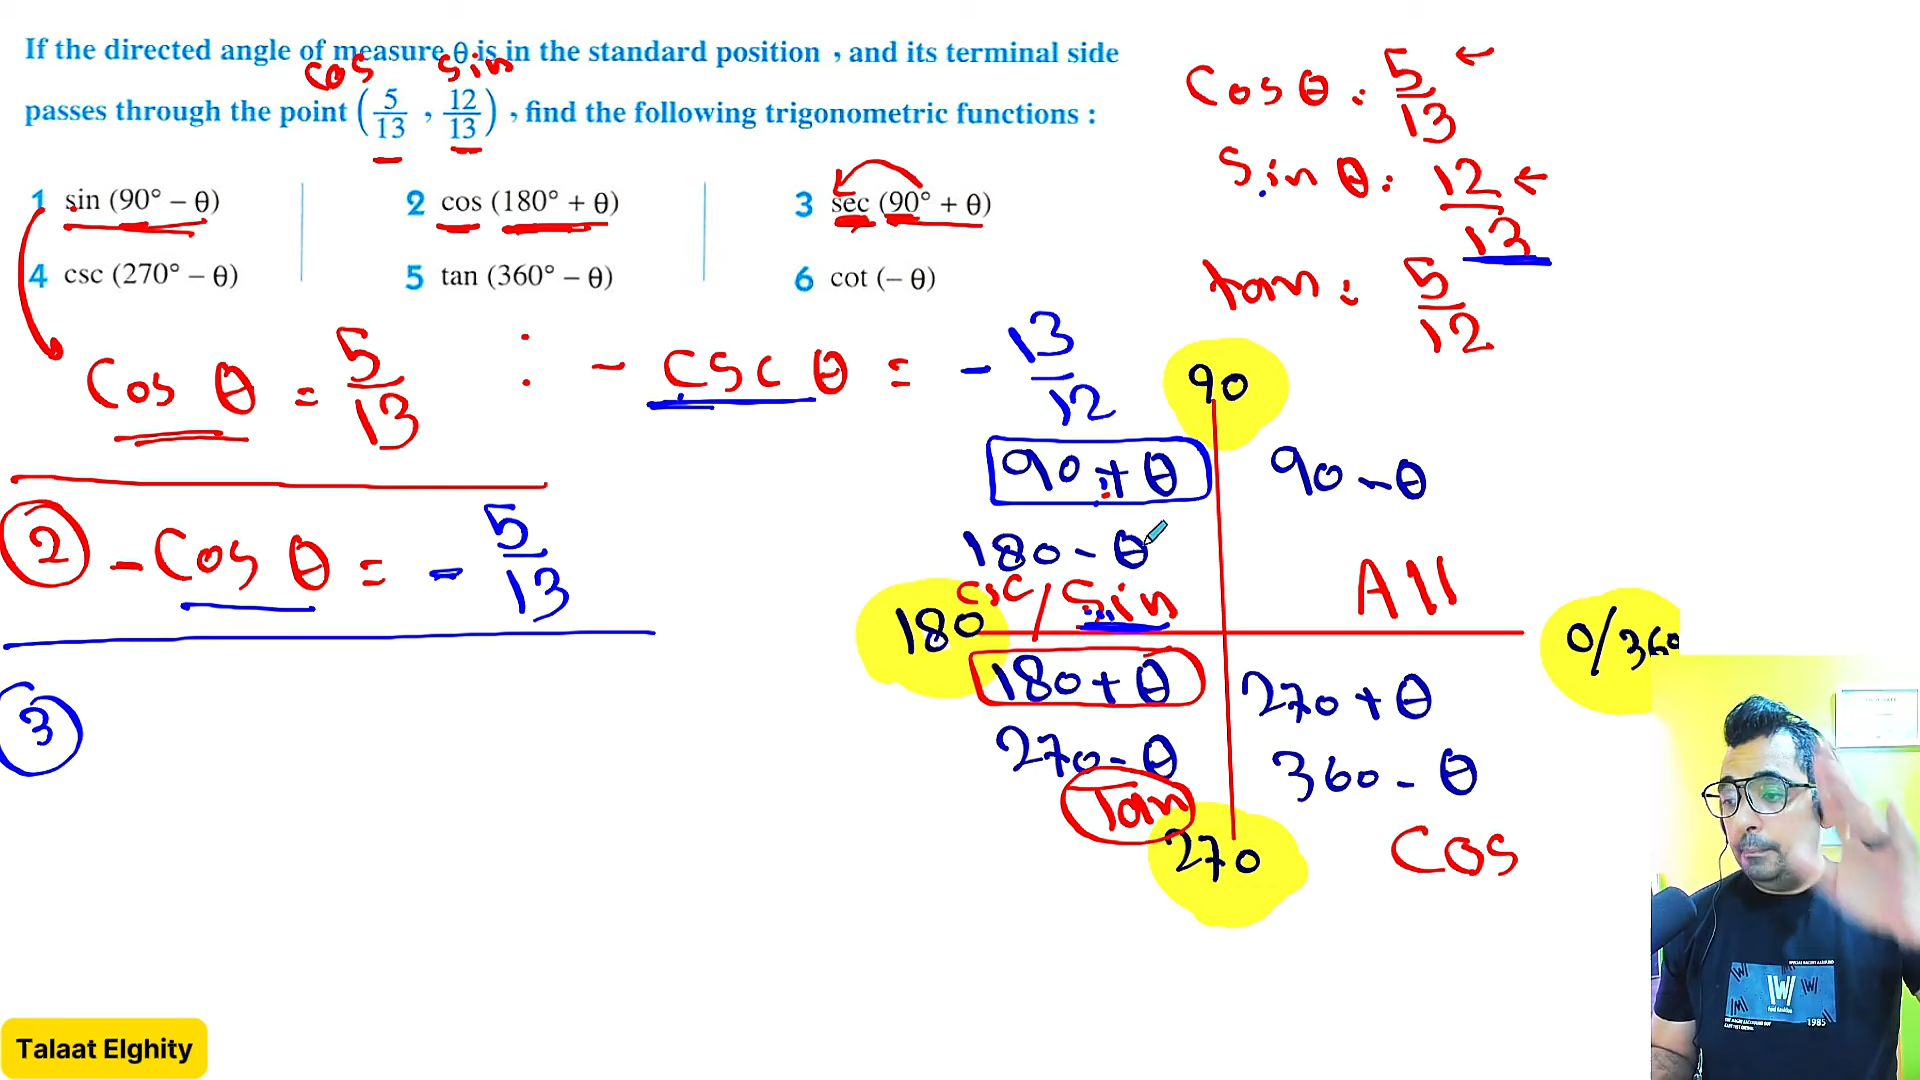 If the directed angle of measure θ is in the standard position , and its terminal side
cos sin
passes through the point ( 5/13 , 12/13 ) , find the following trigonometric functions :
1 sin (90° – θ)
2 cos (180° + θ)
3 sec (90° + θ)
4 csc (270° – θ)
5 tan (360° – θ)
6 cot (– θ)
Cos θ : 5/13 ←
Sin θ : 12/13 ←
tan : 5/12
Cos θ = 5/13
: - csc θ = - 13/12
2 - Cos θ = - 5/13
3
90
90 + θ
90 - θ
180 - θ
csc / Sin
All
180
0/360
180 + θ
270 + θ
270 - θ
360 - θ
Tan
270
Cos
1985
Talaat Elghity